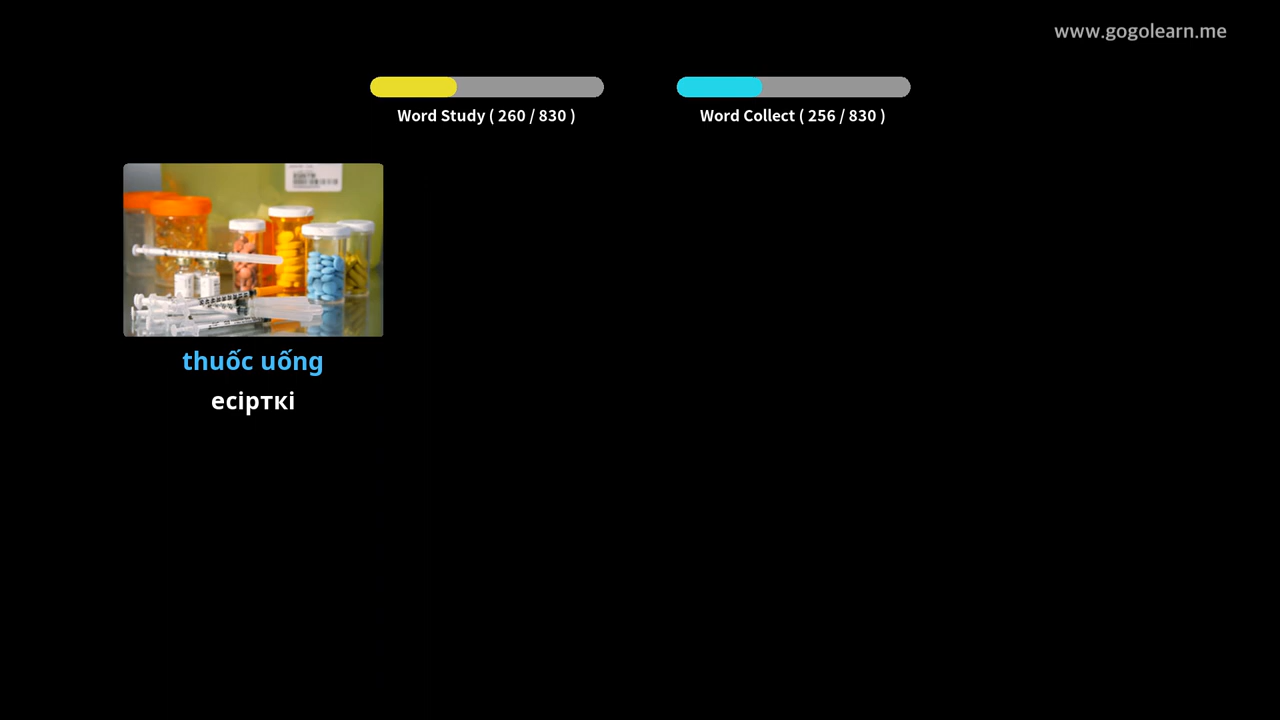 www.gogolearn.me
Word Study ( 260 / 830 )
Word Collect ( 256 / 830 )
thuốc uống
есірткі